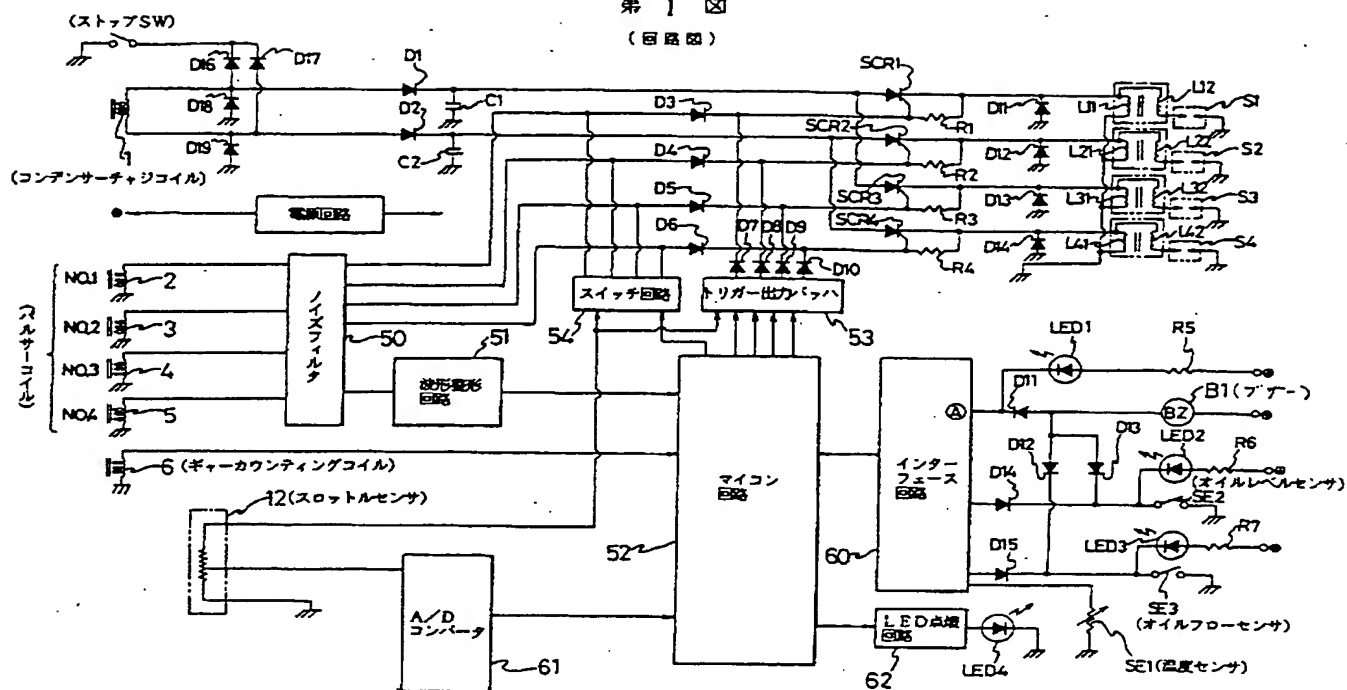 第 1 図
(回路図)
(ストップSW)
D16
D17
D1
SCR1
D18
C1
D3
D11
L11
L12
S1
D2
SCR2
R1
D19
1
C2
D4
D12
L21
L22
S2
R2
(コンデンサーチャジコイル)
D5
SCR3
D13
L31
L32
S3
電源回路
R3
D6
D7
D8
D9
SCR4
D14
L41
L42
S4
D10
R4
NO.1
2
スイッチ回路
トリガー出力バッハ
54
53
(パルサーコイル)
NO.2
3
ノイズフィルタ
50
51
LED1
R5
NO.3
4
波形整形
回路
D11
B1(ブザー)
A
BZ
NO.4
5
D12
D13
LED2
R6
6(ギャーカウンティングコイル)
マイコン
回路
インター
フェース
回路
D14
(オイルレベルセンサ)
SE2
12(スロットルセンサ)
52
60
D15
LED3
R7
A/D
コンバータ
SE3
(オイルフローセンサ)
61
LED点燈
回路
62
LED4
SE1(温度センサ)